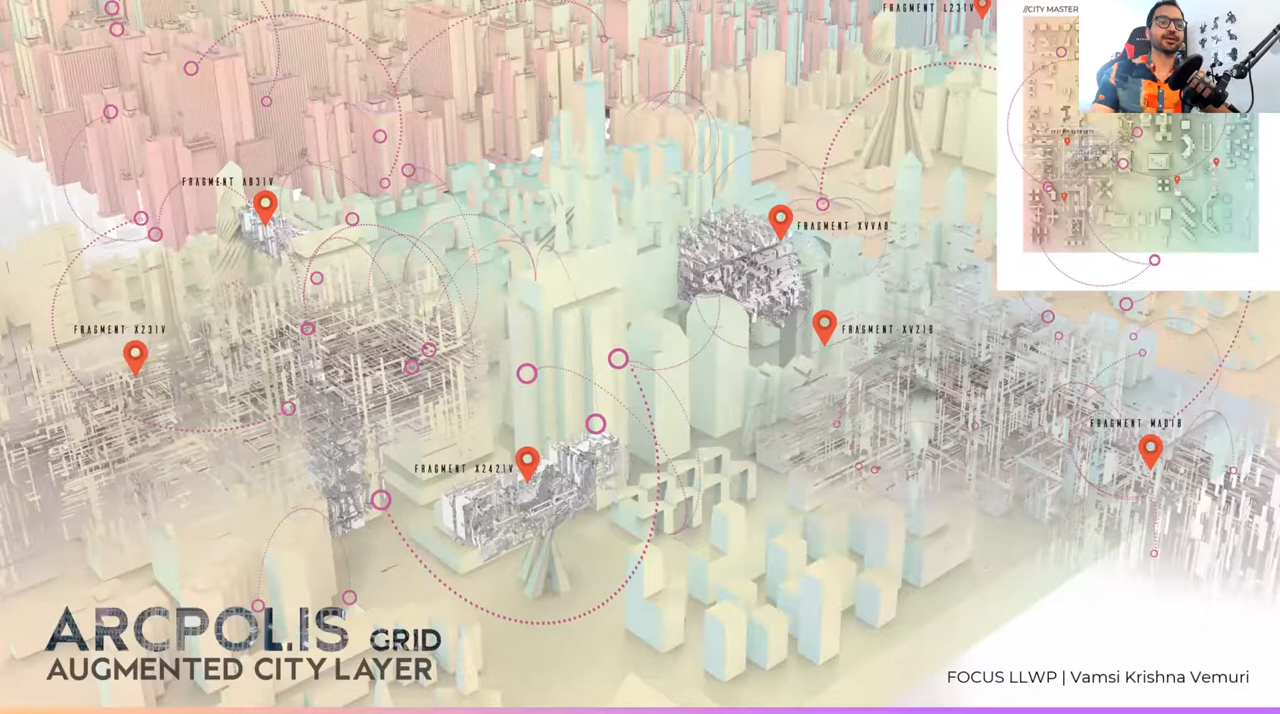 FRAGMENT L231V
//CITY MASTER
FRAGMENT AB31V
FRAGMENT XVVAB
FRAGMENT X231V
FRAGMENT XV21B
FRAGMENT MAD1B
FRAGMENT X2421V
ARCPOLIS GRID
AUGMENTED CITY LAYER
FOCUS LLWP | Vamsi Krishna Vemuri